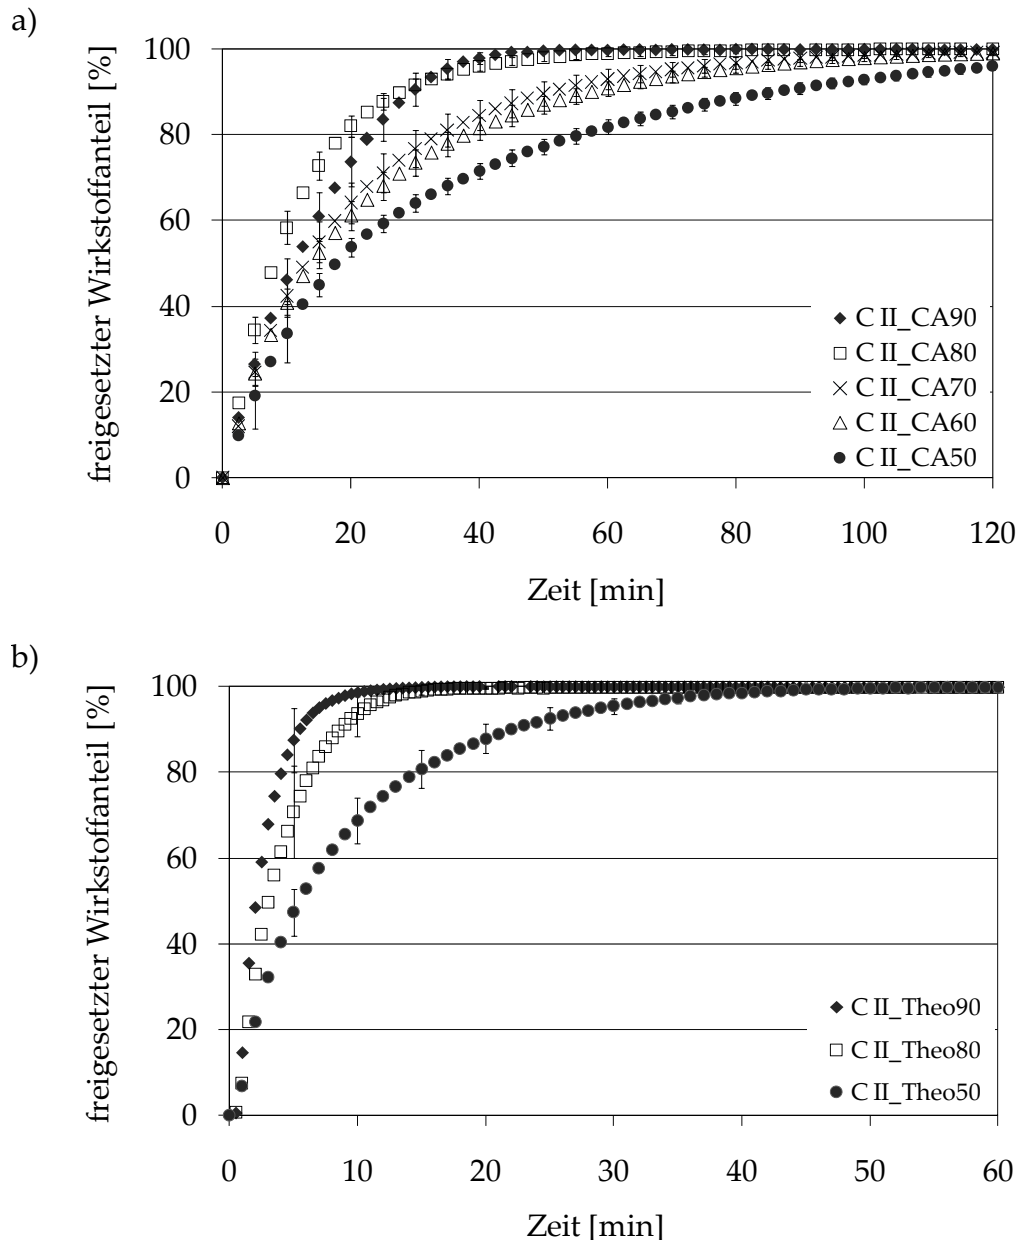 a)
freigesetzter Wirkstoffanteil [%]
100
80
60
40
20
0
C II_CA90
C II_CA80
C II_CA70
C II_CA60
C II_CA50
0 20 40 60 80 100 120
Zeit [min]
b)
freigesetzter Wirkstoffanteil [%]
100
80
60
40
20
0
C II_Theo90
C II_Theo80
C II_Theo50
0 10 20 30 40 50 60
Zeit [min]